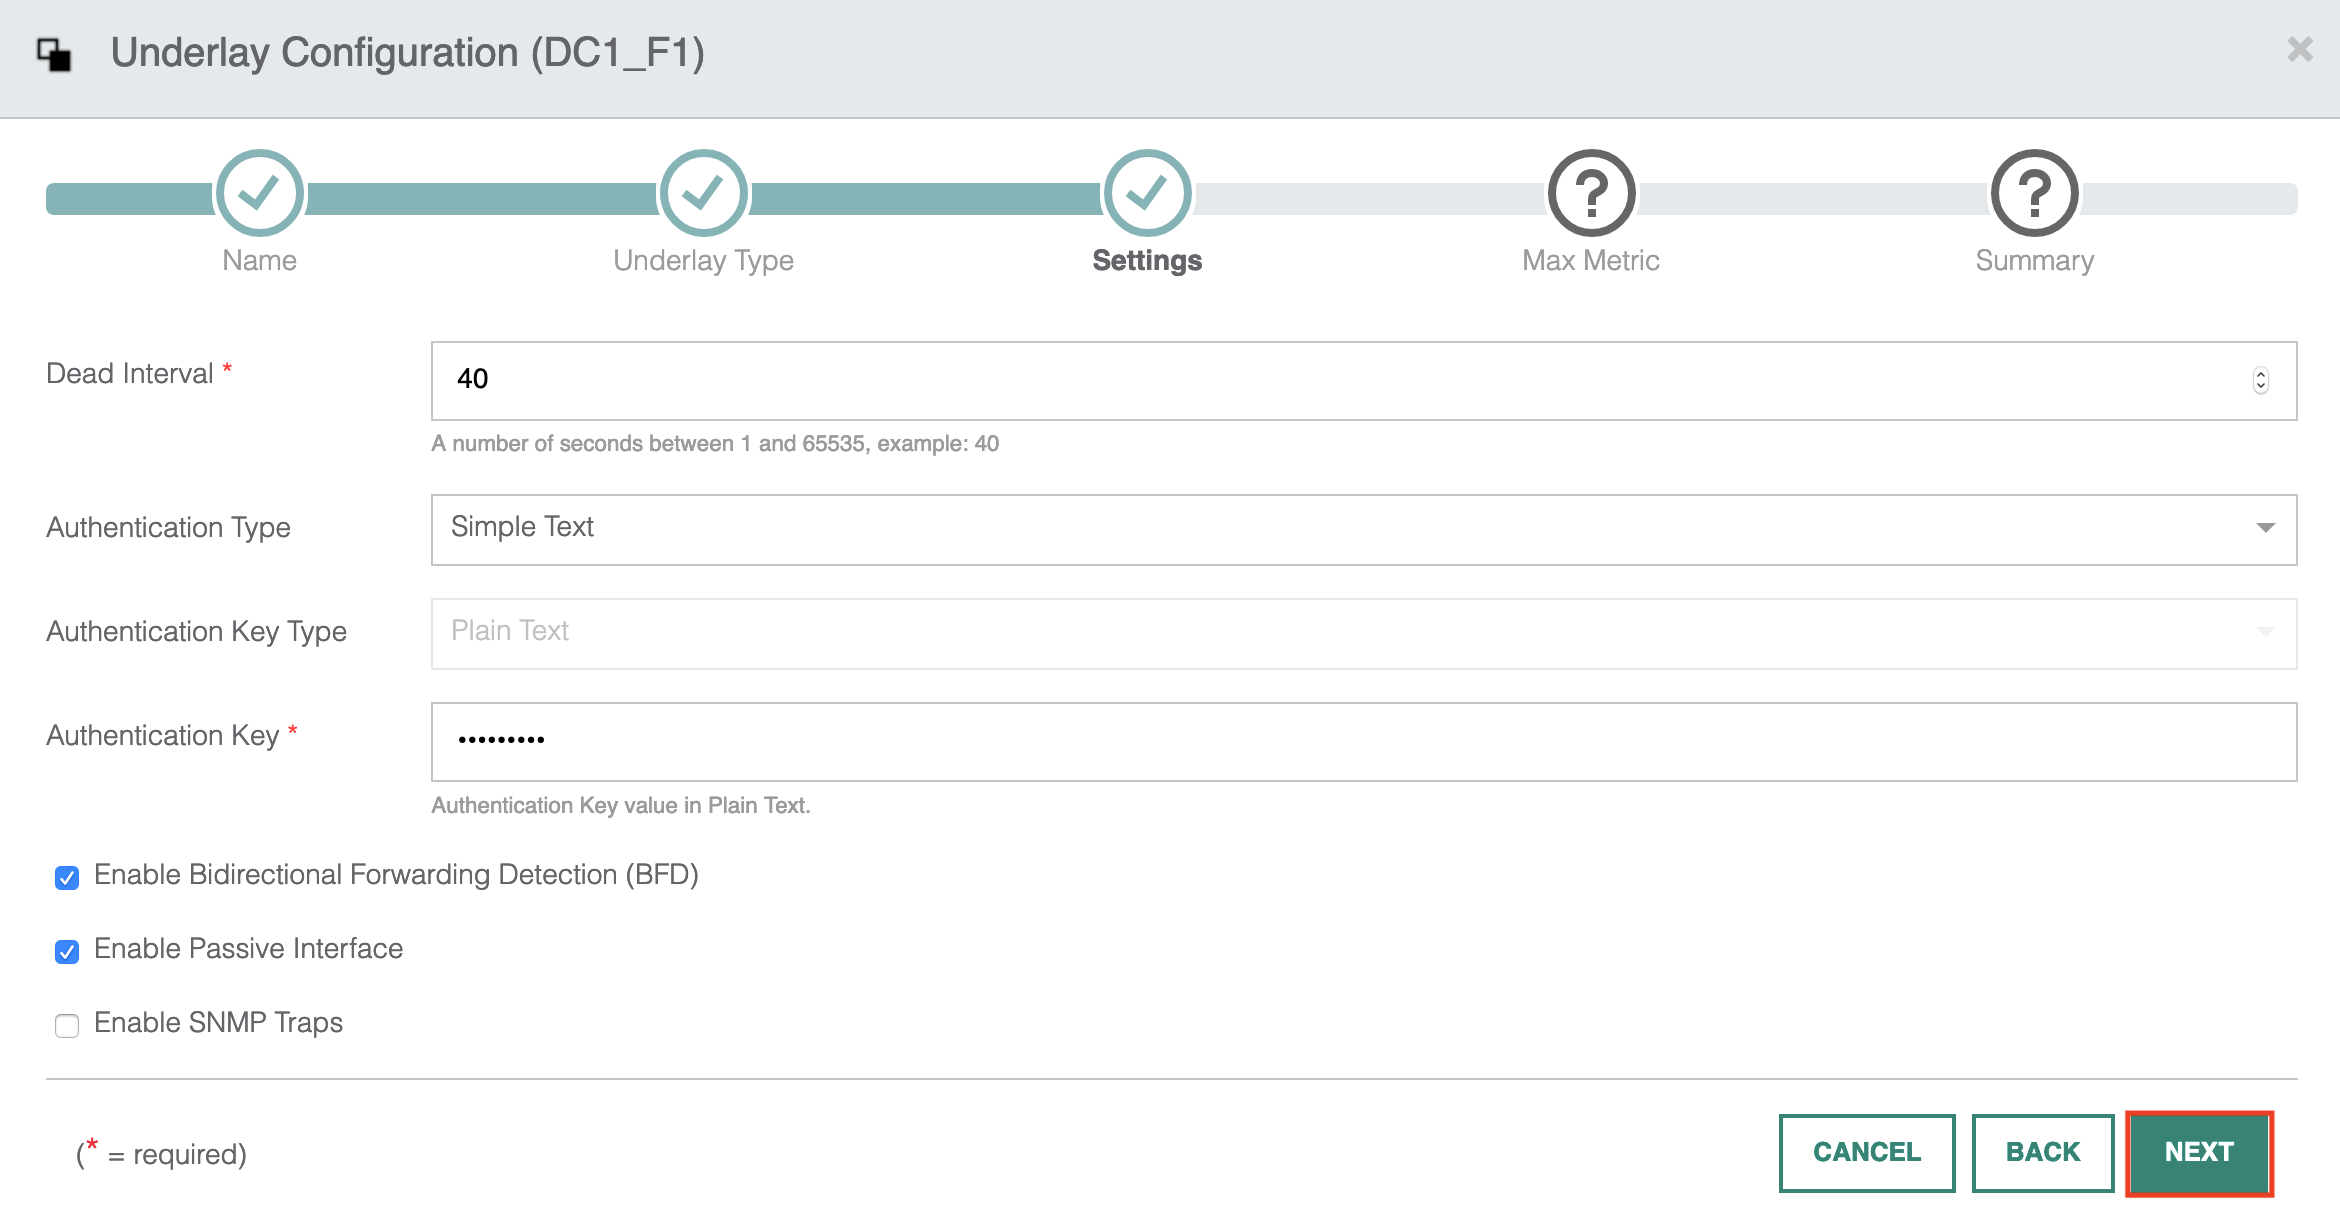 Underlay Configuration (DC1_F1)
Name
Underlay Type
Settings
Max Metric
Summary
Dead Interval *
40
A number of seconds between 1 and 65535, example: 40
Authentication Type
Simple Text
Authentication Key Type
Plain Text
Authentication Key *
•••••••••
Authentication Key value in Plain Text.
Enable Bidirectional Forwarding Detection (BFD)
Enable Passive Interface
Enable SNMP Traps
(* = required)
CANCEL
BACK
NEXT